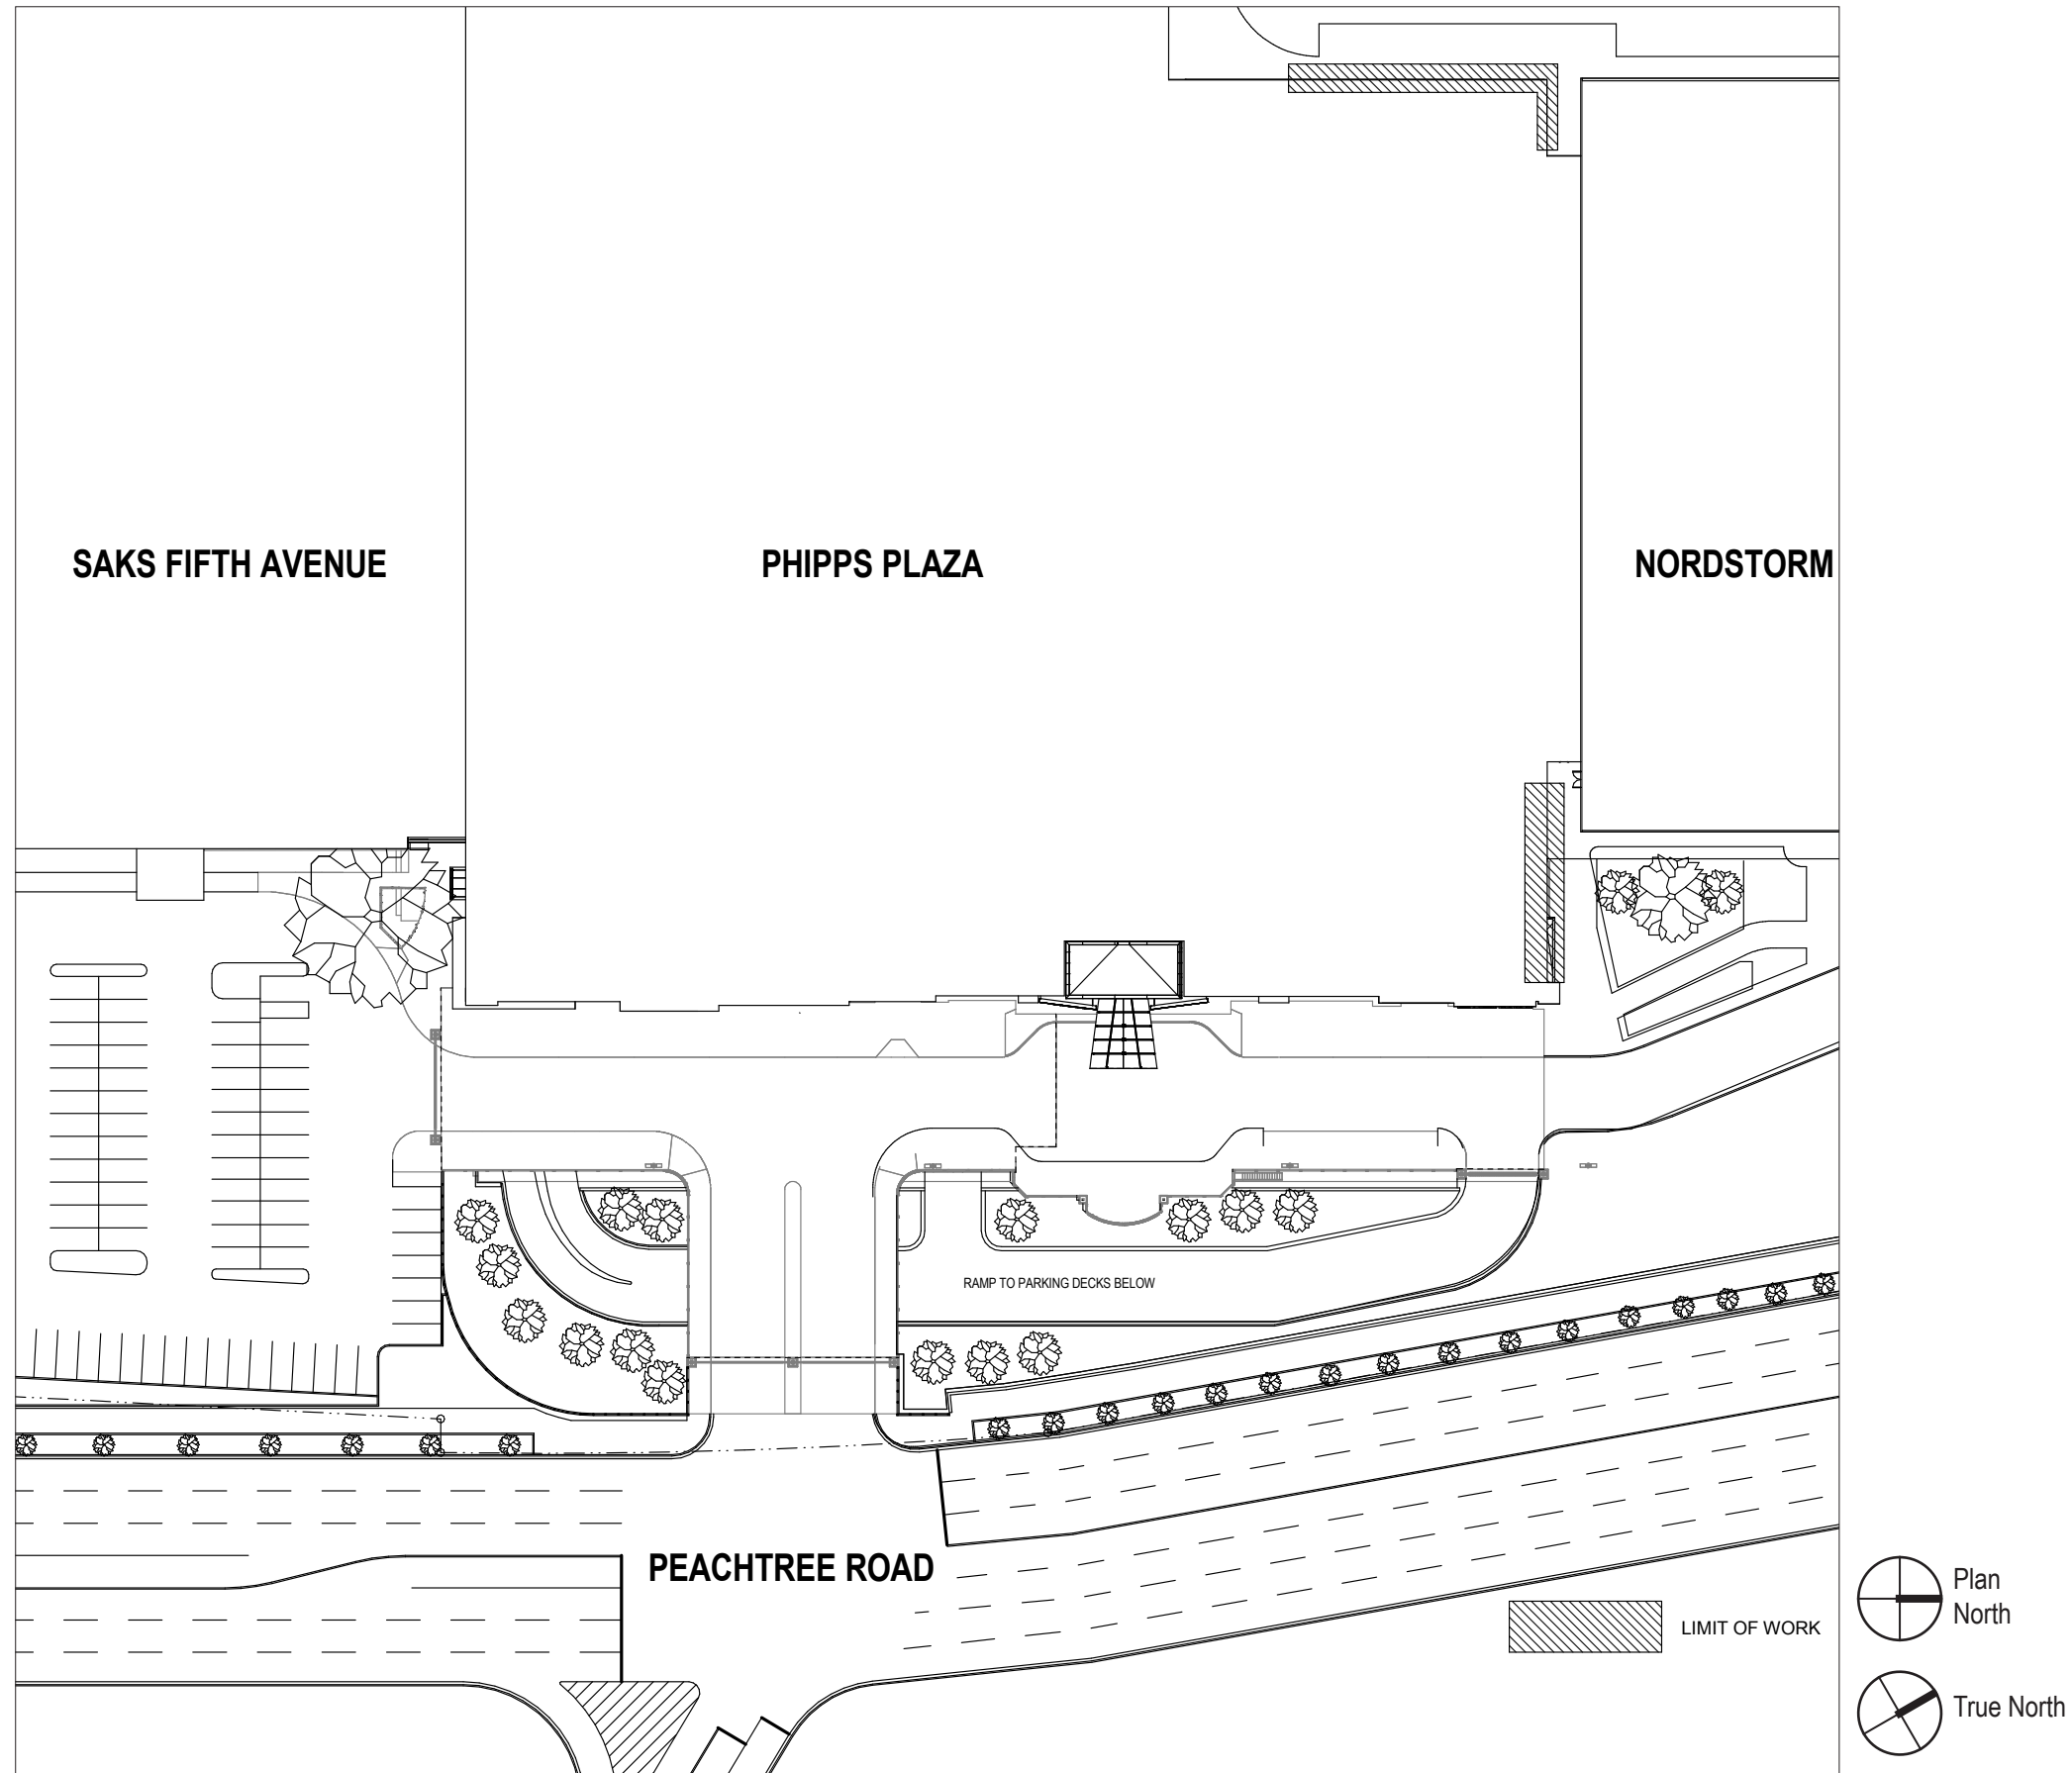 SAKS FIFTH AVENUE
PHIPPS PLAZA
NORDSTORM
RAMP TO PARKING DECKS BELOW
PEACHTREE ROAD
LIMIT OF WORK
Plan
North
True North